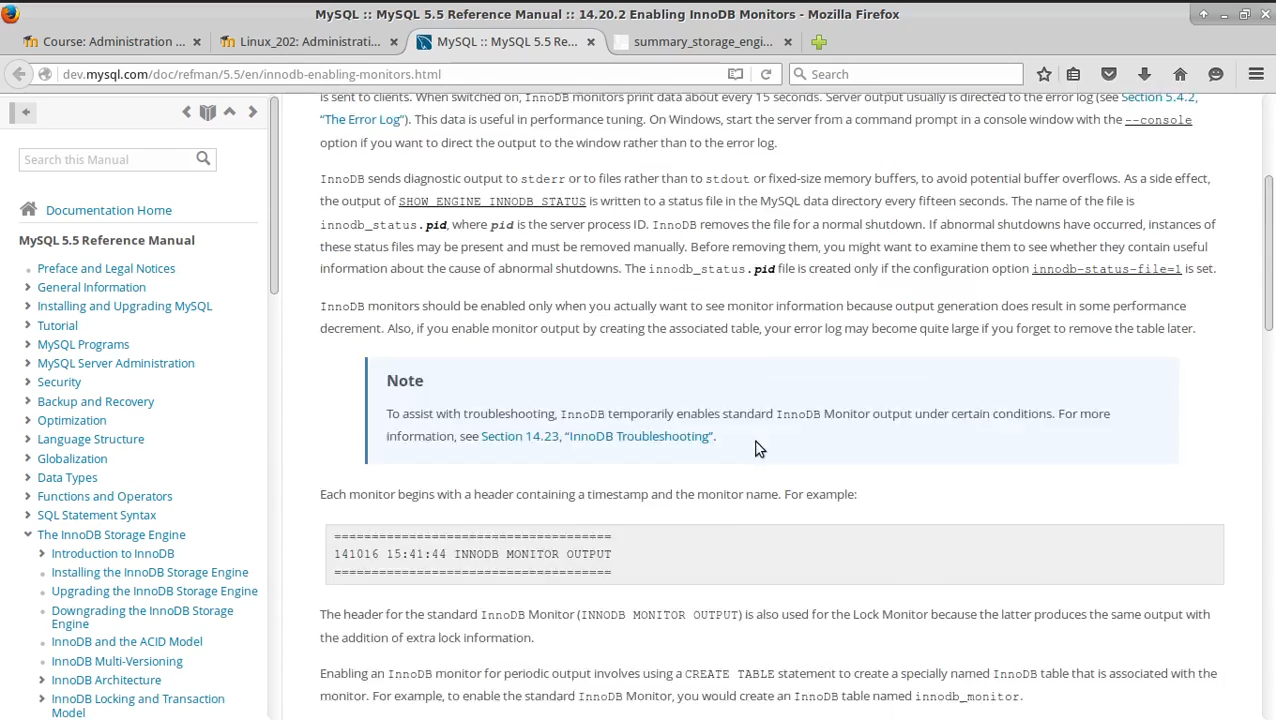 MySQL :: MySQL 5.5 Reference Manual :: 14.20.2 Enabling InnoDB Monitors - Mozilla Firefox
Course: Administration ...
Linux_202: Administrati...
MySQL :: MySQL 5.5 Re...
summary_storage_engi...
dev.mysql.com/doc/refman/5.5/en/innodb-enabling-monitors.html
Search
Search this Manual
Documentation Home
MySQL 5.5 Reference Manual
Preface and Legal Notices
General Information
Installing and Upgrading MySQL
Tutorial
MySQL Programs
MySQL Server Administration
Security
Backup and Recovery
Optimization
Language Structure
Globalization
Data Types
Functions and Operators
SQL Statement Syntax
The InnoDB Storage Engine
Introduction to InnoDB
Installing the InnoDB Storage Engine
Upgrading the InnoDB Storage Engine
Downgrading the InnoDB Storage
Engine
InnoDB and the ACID Model
InnoDB Multi-Versioning
InnoDB Architecture
InnoDB Locking and Transaction
Model
is sent to clients. When switched on, InnoDB monitors print data about every 15 seconds. Server output usually is directed to the error log (see Section 5.4.2,
“The Error Log”). This data is useful in performance tuning. On Windows, start the server from a command prompt in a console window with the --console
option if you want to direct the output to the window rather than to the error log.
InnoDB sends diagnostic output to stderr or to files rather than to stdout or fixed-size memory buffers, to avoid potential buffer overflows. As a side effect,
the output of SHOW ENGINE INNODB STATUS is written to a status file in the MySQL data directory every fifteen seconds. The name of the file is
innodb_status.pid, where pid is the server process ID. InnoDB removes the file for a normal shutdown. If abnormal shutdowns have occurred, instances of
these status files may be present and must be removed manually. Before removing them, you might want to examine them to see whether they contain useful
information about the cause of abnormal shutdowns. The innodb_status.pid file is created only if the configuration option innodb-status-file=1 is set.
InnoDB monitors should be enabled only when you actually want to see monitor information because output generation does result in some performance
decrement. Also, if you enable monitor output by creating the associated table, your error log may become quite large if you forget to remove the table later.
Note
To assist with troubleshooting, InnoDB temporarily enables standard InnoDB Monitor output under certain conditions. For more
information, see Section 14.23, “InnoDB Troubleshooting”.
Each monitor begins with a header containing a timestamp and the monitor name. For example:
=====================================
141016 15:41:44 INNODB MONITOR OUTPUT
=====================================
The header for the standard InnoDB Monitor (INNODB MONITOR OUTPUT) is also used for the Lock Monitor because the latter produces the same output with
the addition of extra lock information.
Enabling an InnoDB monitor for periodic output involves using a CREATE TABLE statement to create a specially named InnoDB table that is associated with the
monitor. For example, to enable the standard InnoDB Monitor, you would create an InnoDB table named innodb_monitor.